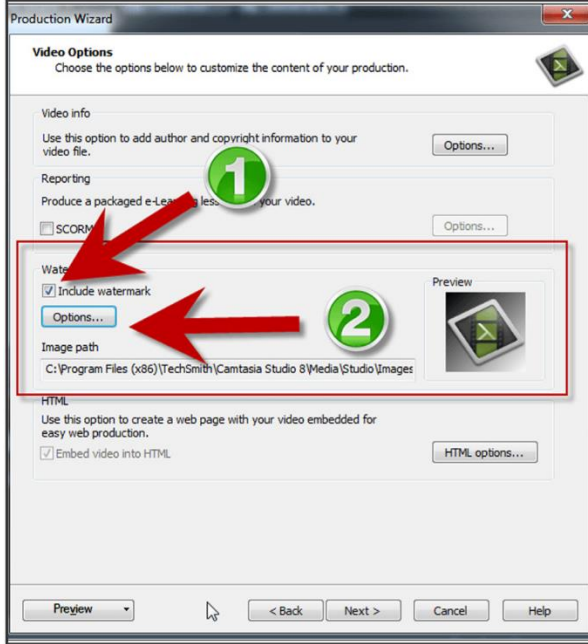 Production Wizard
Video Options
Choose the options below to customize the content of your production.
Video info
Use this option to add author and copyright information to your
video file.
Options...
Reporting
Produce a packaged e-Learning your video.
SCORM
Options...
1
Include watermark
Preview
Options...
2
Image path
C:\Program Files (x86)\TechSmith\Camtasia Studio 8\Media\Studio\Images
HTML
Use this option to create a web page with your video embedded for
easy web production.
Embed video into HTML
HTML options...
Preview
< Back
Next >
Cancel
Help